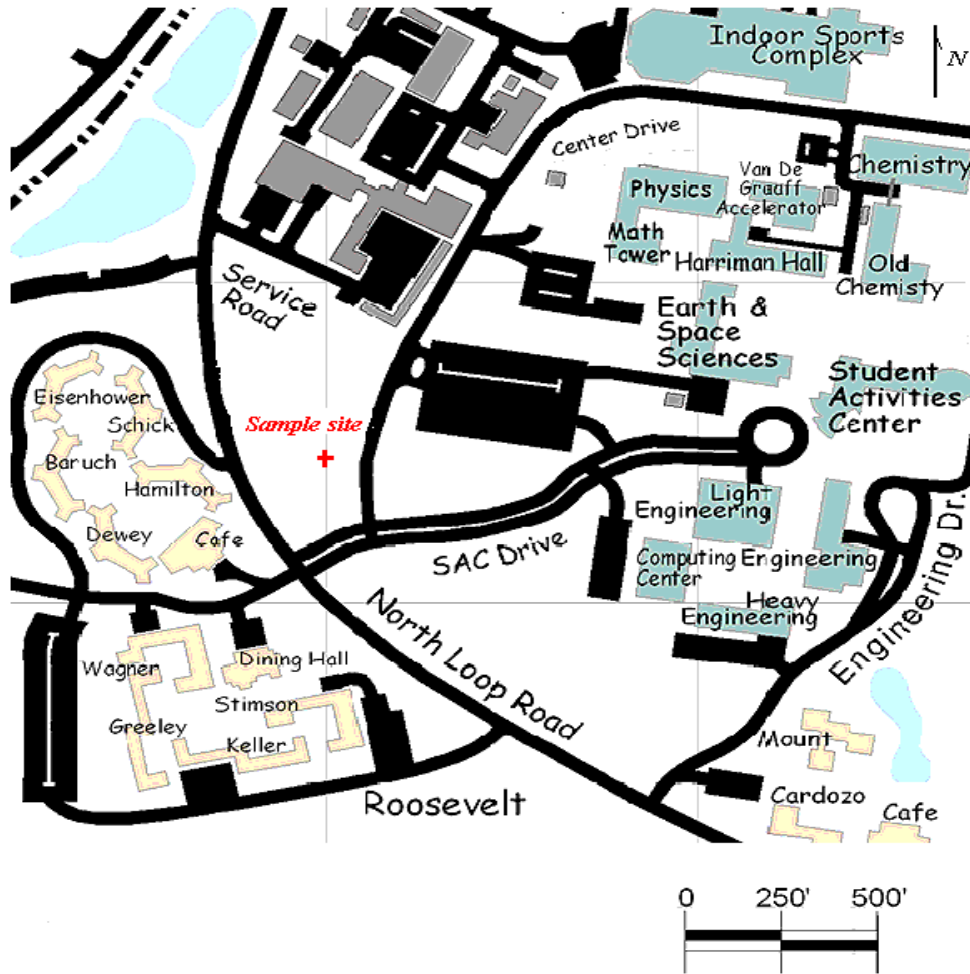 Indoor Sports
Complex
N
Center Drive
Chemistry
Van De
Graaff
Accelerator
Physics
Math
Tower
Harriman Hall
Old
Chemisty
Service
Road
Earth &
Space
Sciences
Eisenhower
Schick
Baruch
Hamilton
Dewey
Cafe
Sample site
Student
Activities
Center
Light
Engineering
SAC Drive
Computing
Center
Engineering
Heavy
Engineering
Engineering Dr.
North Loop Road
Wagner
Dining Hall
Stimson
Greeley
Keller
Roosevelt
Mount
Cardozo
Cafe
0 250' 500'